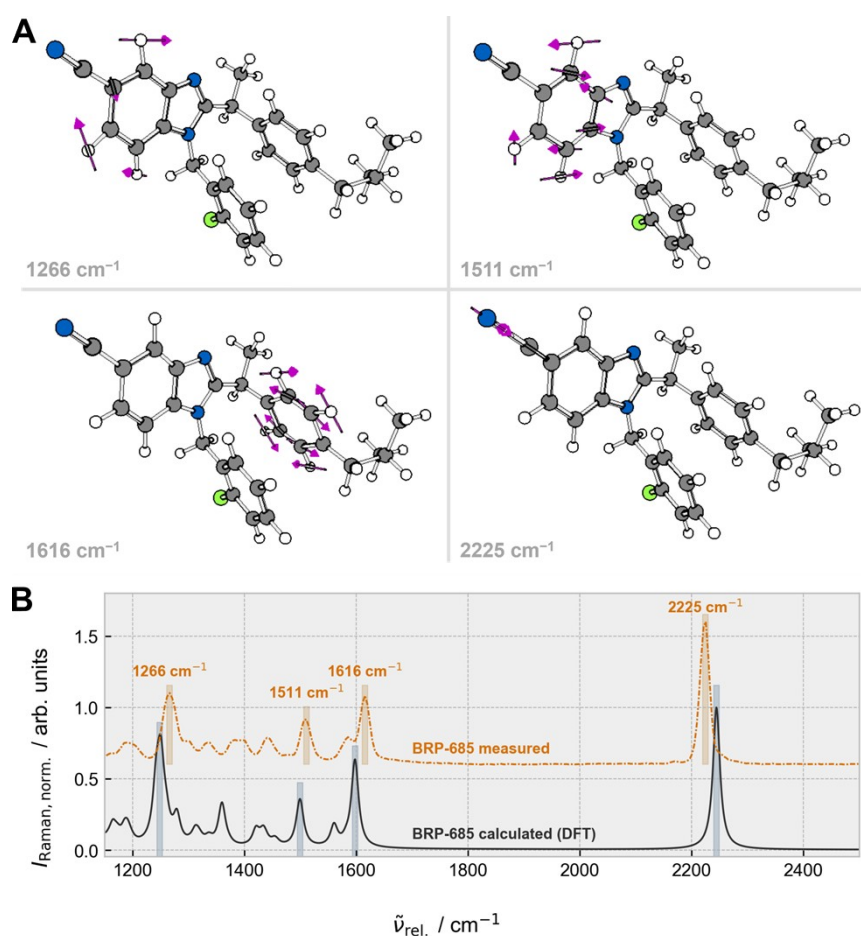 A
1266 cm⁻¹
1511 cm⁻¹
1616 cm⁻¹
2225 cm⁻¹
B
2225 cm⁻¹
1266 cm⁻¹
1616 cm⁻¹
1511 cm⁻¹
1.5
1.0
0.5
0.0
I Raman, norm. / arb. units
BRP-685 measured
BRP-685 calculated (DFT)
1200 1400 1600 1800 2000 2200 2400
ν̃ rel. / cm⁻¹